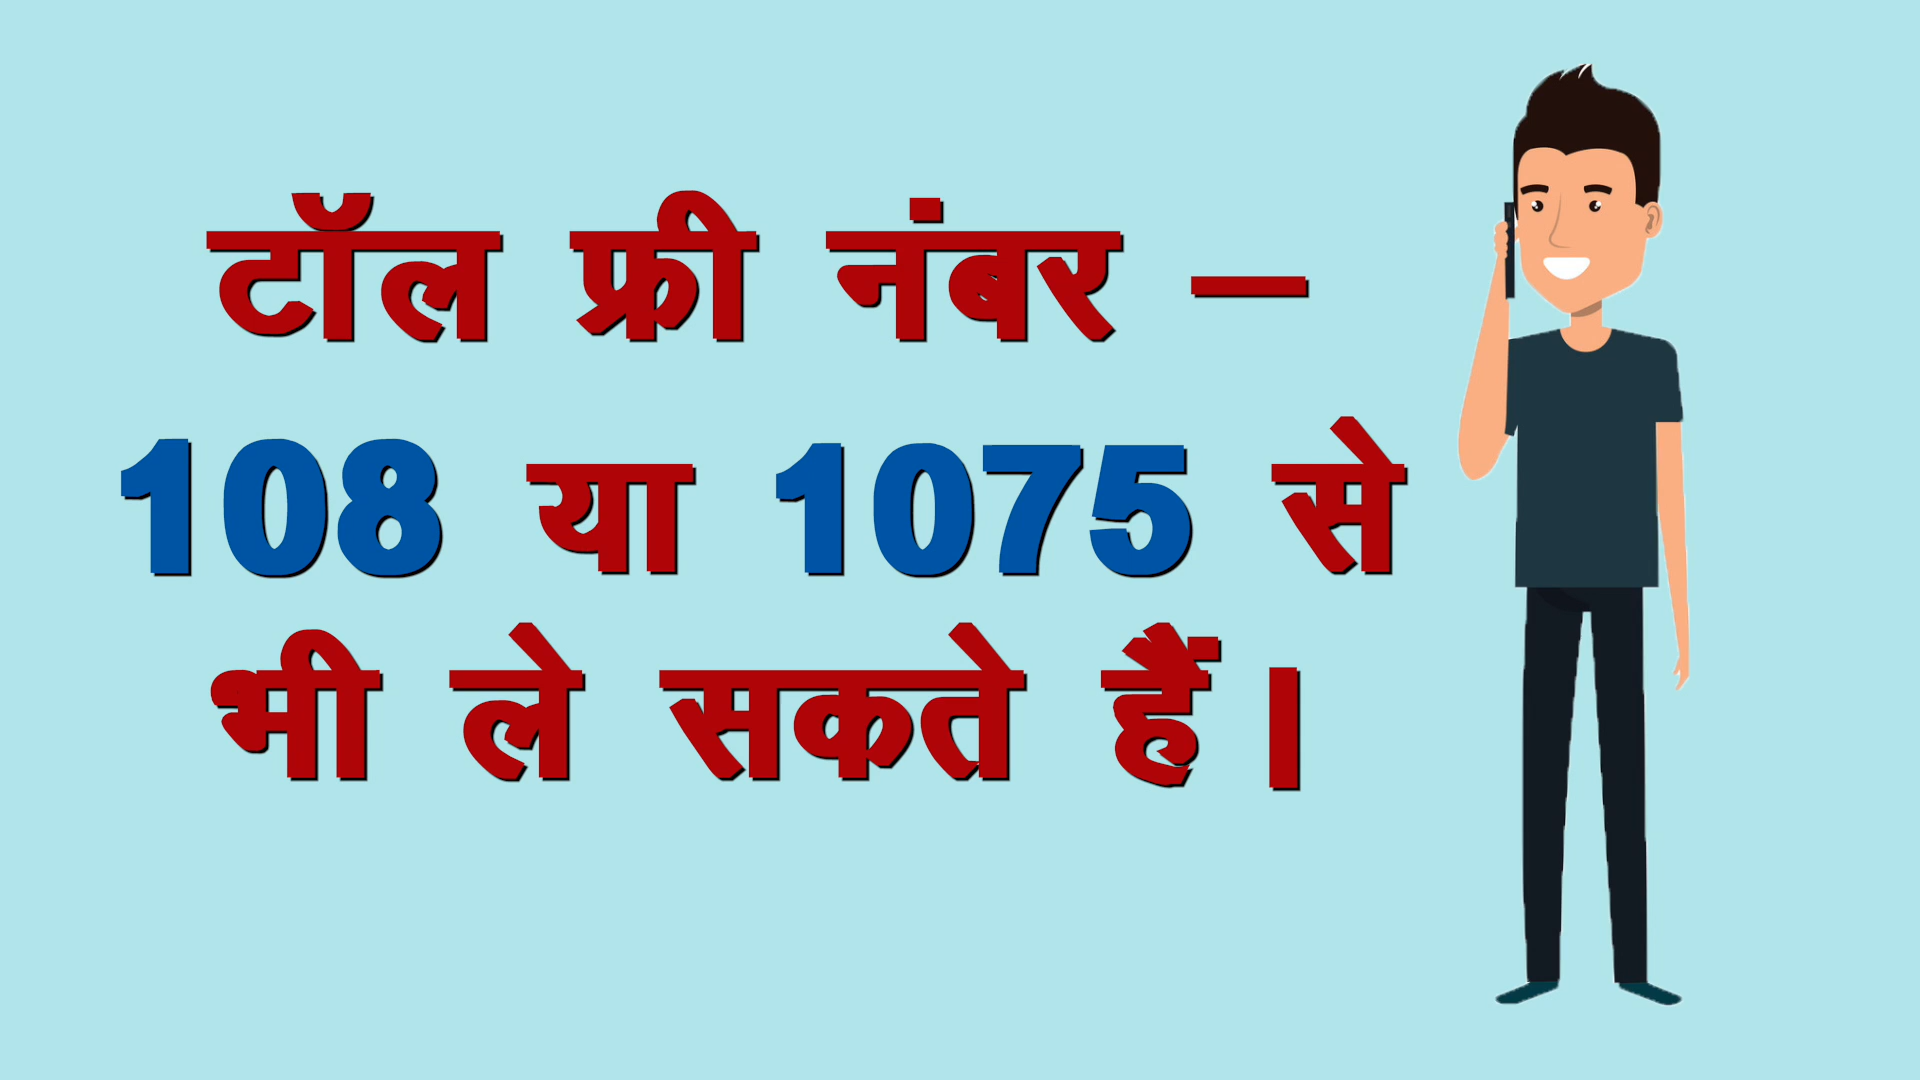 टॉल फ्री नंबर –
108 या 1075 से
भी ले सकते हैं।